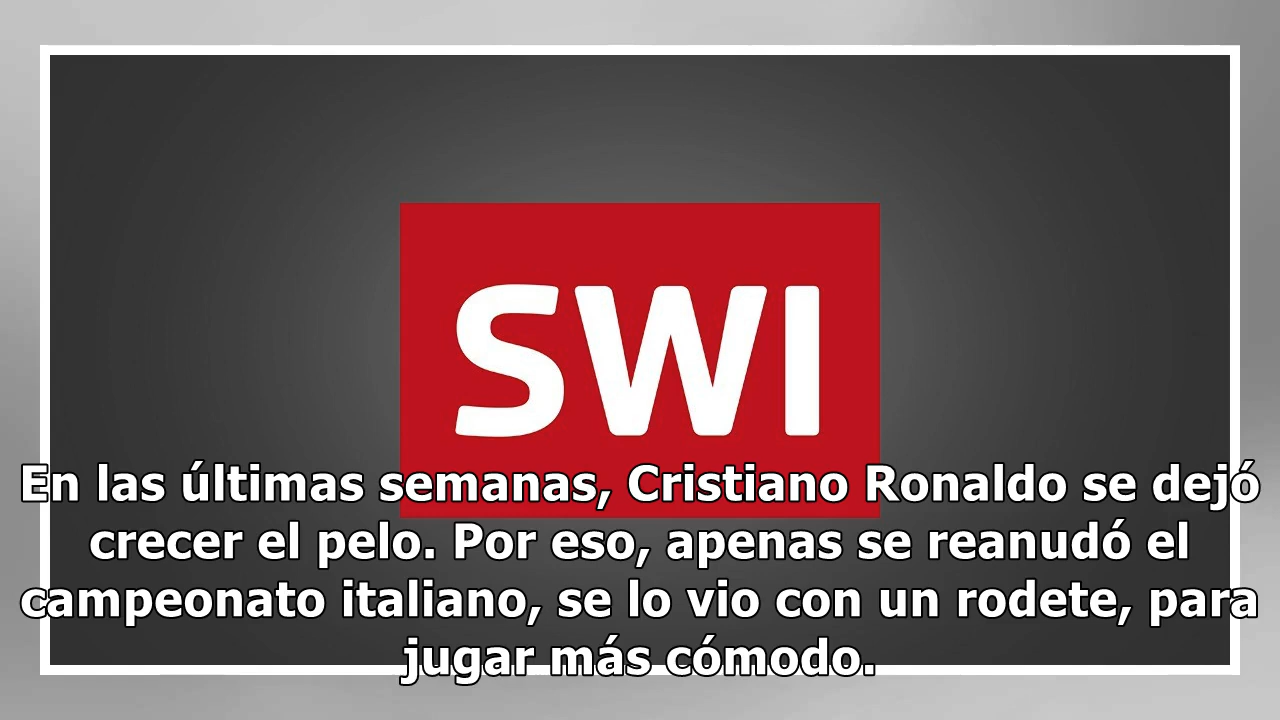 SWI
En las últimas semanas, Cristiano Ronaldo se dejó
crecer el pelo. Por eso, apenas se reanudó el
campeonato italiano, se lo vio con un rodete, para
jugar más cómodo.